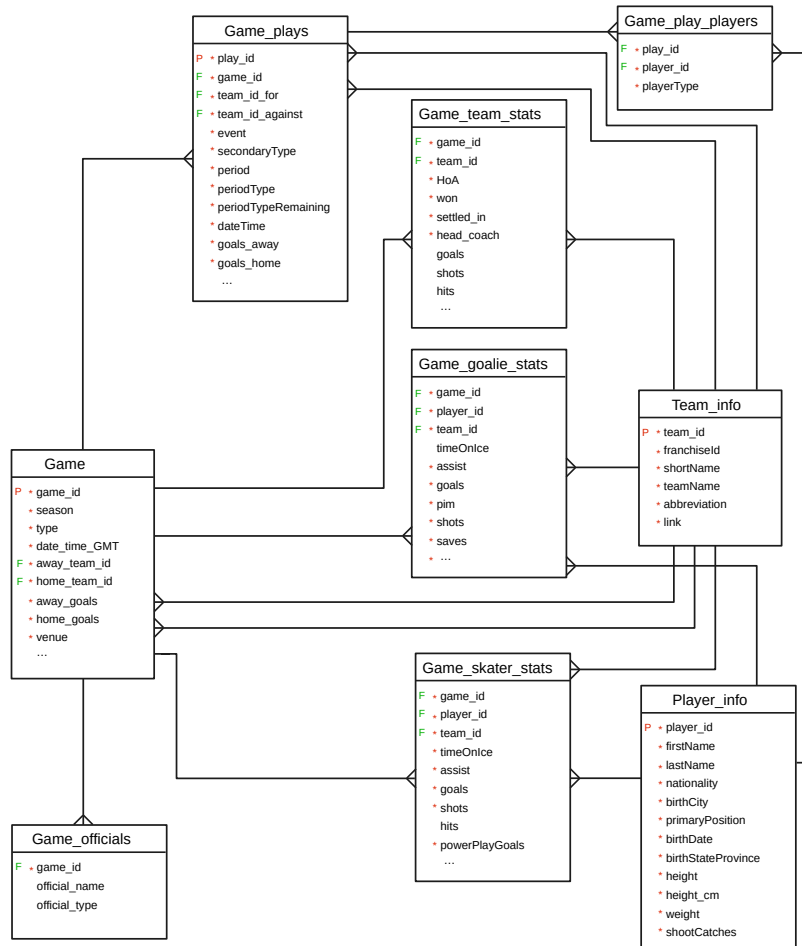 Game_plays
P * play_id
F * game_id
F * team_id_for
F * team_id_against
* event
* secondaryType
* period
* periodType
* periodTypeRemaining
* dateTime
* goals_away
* goals_home
...
Game_play_players
F * play_id
F * player_id
* playerType
Game_team_stats
F * game_id
F * team_id
* HoA
* won
* settled_in
* head_coach
goals
shots
hits
...
Game_goalie_stats
F * game_id
F * player_id
F * team_id
timeOnIce
* assist
* goals
* pim
* shots
* saves
* ...
Team_info
P * team_id
* franchiseId
* shortName
* teamName
* abbreviation
* link
Game
P * game_id
* season
* type
* date_time_GMT
F * away_team_id
F * home_team_id
* away_goals
* home_goals
* venue
...
Game_skater_stats
F * game_id
F * player_id
F * team_id
* timeOnIce
* assist
* goals
* shots
hits
* powerPlayGoals
...
Player_info
P * player_id
* firstName
* lastName
* nationality
* birthCity
* primaryPosition
* birthDate
* birthStateProvince
* height
* height_cm
* weight
* shootCatches
Game_officials
F * game_id
official_name
official_type